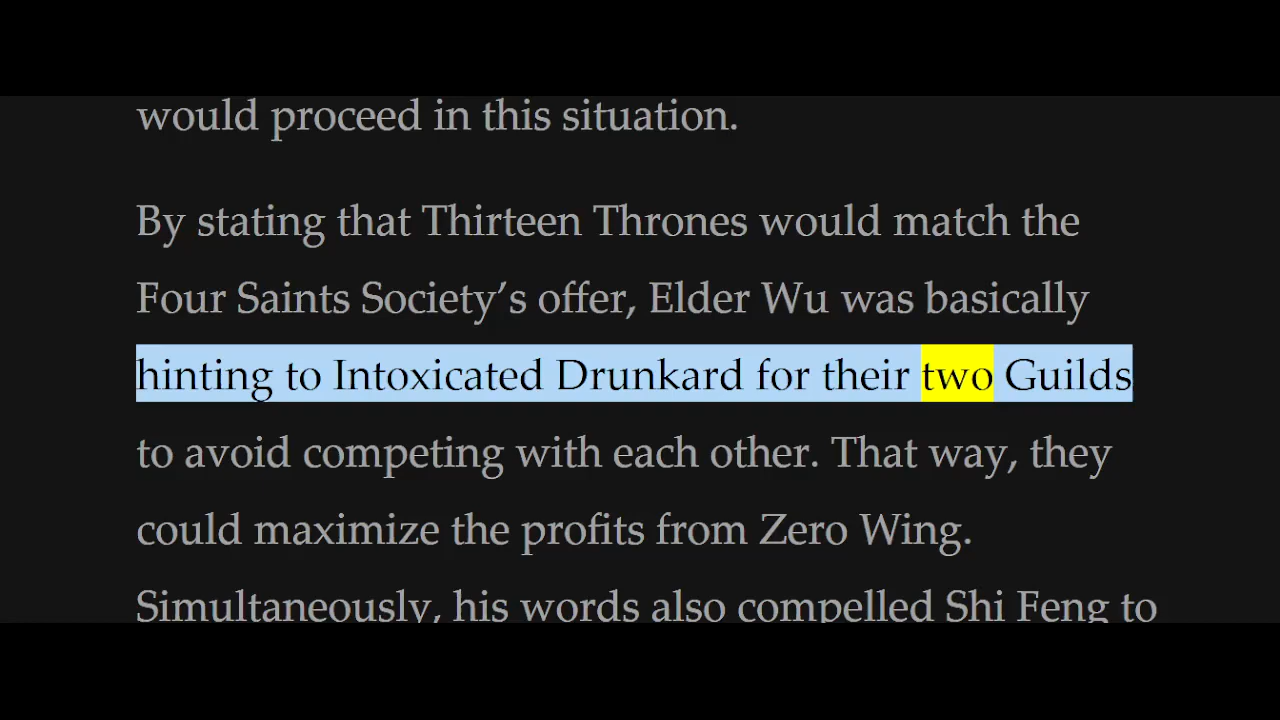 would proceed in this situation.
By stating that Thirteen Thrones would match the
Four Saints Society’s offer, Elder Wu was basically
hinting to Intoxicated Drunkard for their two Guilds
to avoid competing with each other. That way, they
could maximize the profits from Zero Wing.
Simultaneously, his words also compelled Shi Feng to